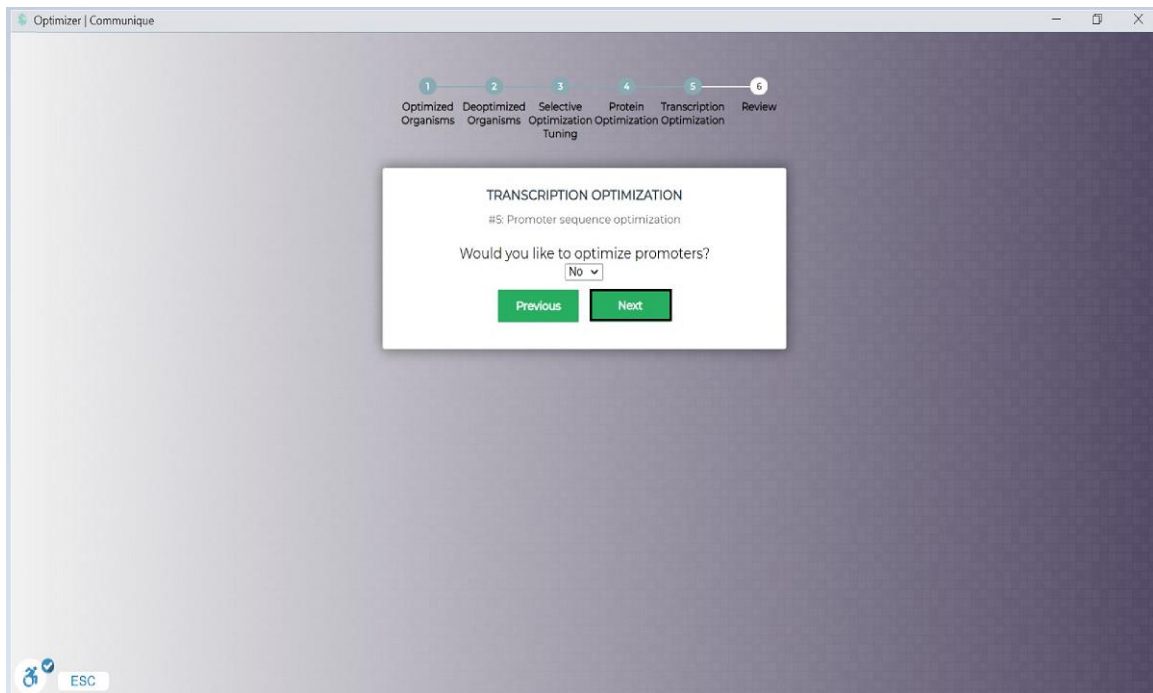 Optimizer | Communique
1 2 3 4 5 6
Optimized Deoptimized Selective Protein Transcription Review
Organisms Organisms Optimization Optimization Optimization
Tuning
TRANSCRIPTION OPTIMIZATION
#5: Promoter sequence optimization
Would you like to optimize promoters?
No
Previous Next
ESC